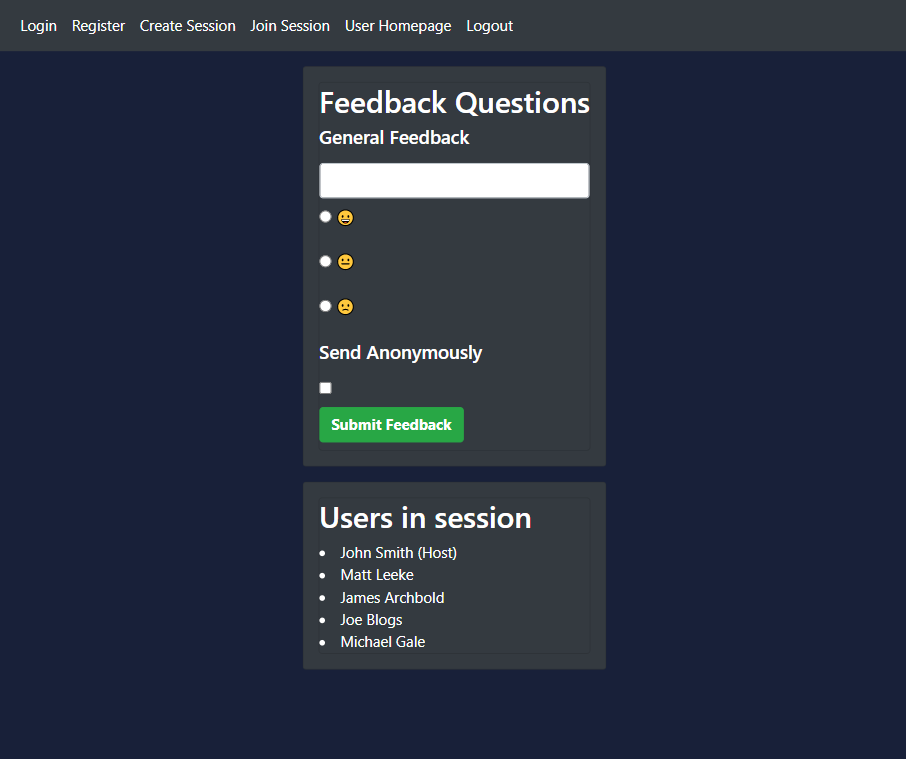 Login Register Create Session Join Session User Homepage Logout
Feedback Questions
General Feedback
😀
😐
🙁
Send Anonymously
Submit Feedback
Users in session
John Smith (Host)
Matt Leeke
James Archbold
Joe Blogs
Michael Gale